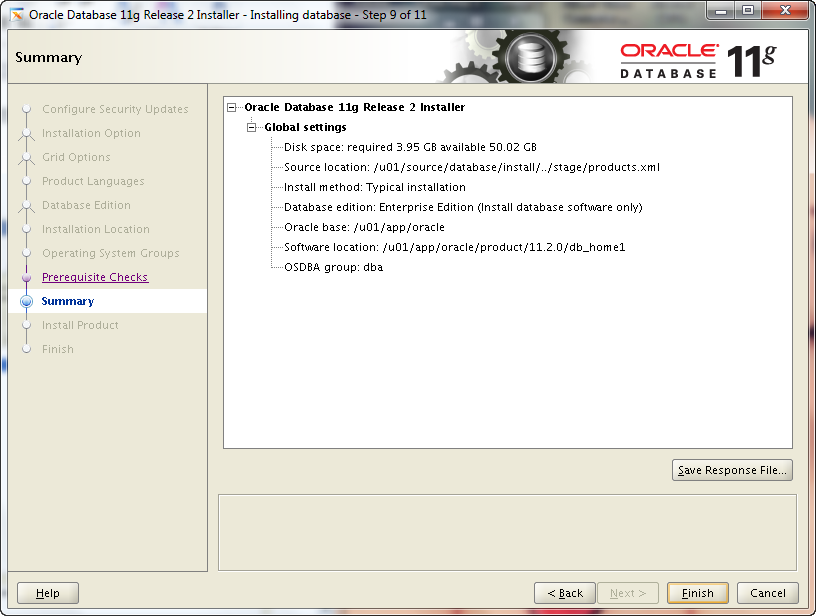 Oracle Database 11g Release 2 Installer - Installing database - Step 9 of 11
Summary
ORACLE
DATABASE
11g
Configure Security Updates
Installation Option
Grid Options
Product Languages
Database Edition
Installation Location
Operating System Groups
Prerequisite Checks
Summary
Install Product
Finish
Oracle Database 11g Release 2 Installer
Global settings
Disk space: required 3.95 GB available 50.02 GB
Source location: /u01/source/database/install/../stage/products.xml
Install method: Typical installation
Database edition: Enterprise Edition (Install database software only)
Oracle base: /u01/app/oracle
Software location: /u01/app/oracle/product/11.2.0/db_home1
OSDBA group: dba
Save Response File...
Help
< Back
Next >
Finish
Cancel